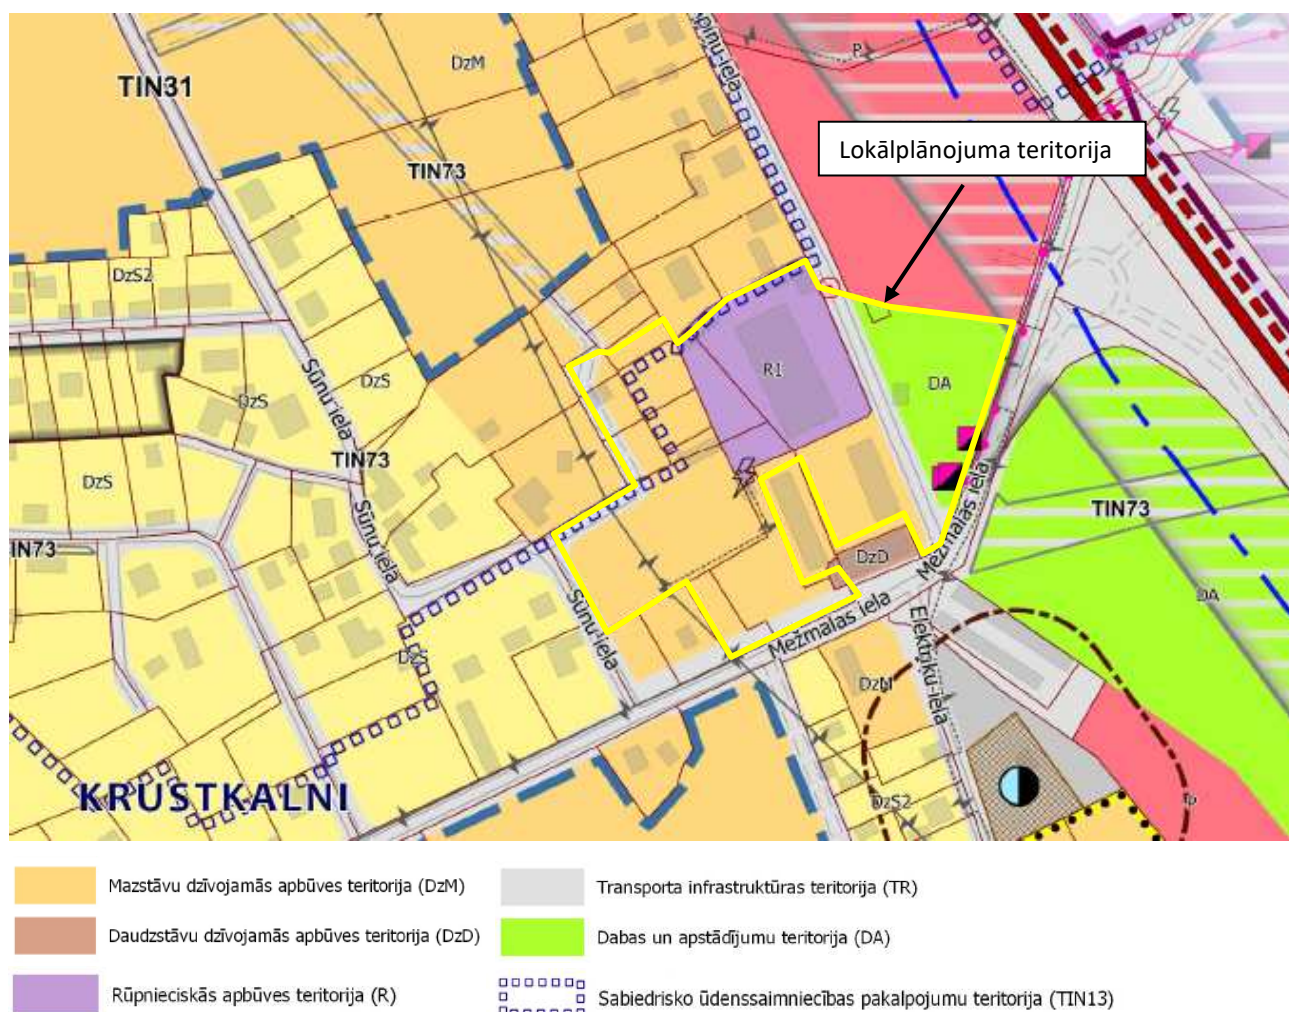 TIN31
DzM
P
Lokālplānojuma teritorija
TIN73
DzS2
Sūnu iela
DzS
DzS
R1
DA
DzS
TIN73
Mežmalas iela
TIN73
IN73
Sūnu iela
DzD
DA
Sūnu iela
Mežmalas iela
Elektriķu iela
DzM
KRUSTKALNI
DzS2
Mazstāvu dzīvojamās apbūves teritorija (DzM)
Transporta infrastruktūras teritorija (TR)
Daudzstāvu dzīvojamās apbūves teritorija (DzD)
Dabas un apstādījumu teritorija (DA)
Rūpnieciskās apbūves teritorija (R)
Sabiedrisko ūdenssaimniecības pakalpojumu teritorija (TIN13)